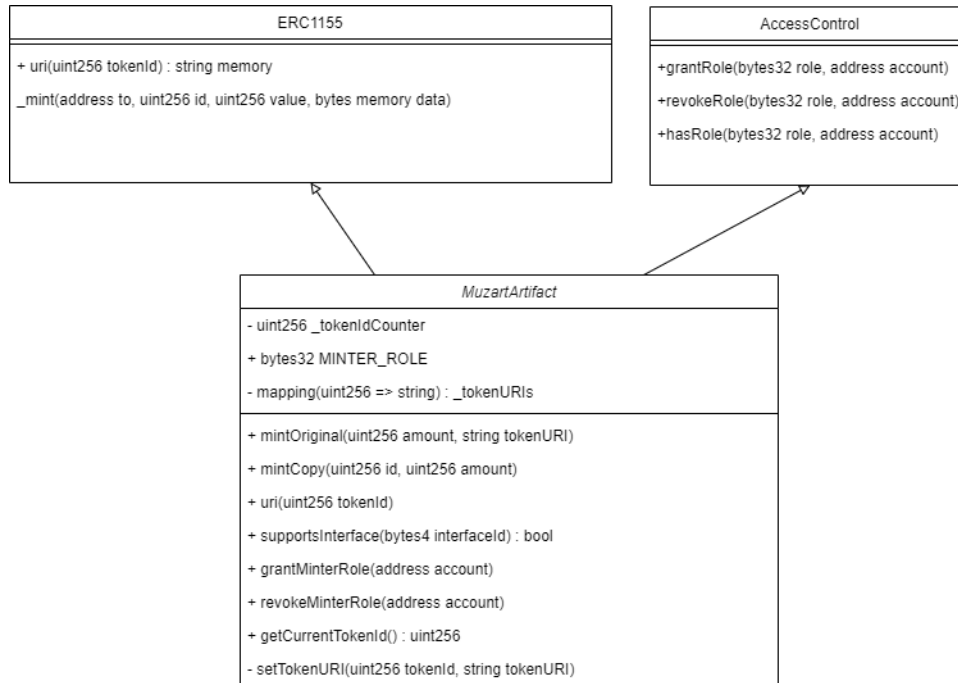 ERC1155
+ uri(uint256 tokenId) : string memory
_mint(address to, uint256 id, uint256 value, bytes memory data)
AccessControl
+grantRole(bytes32 role, address account)
+revokeRole(bytes32 role, address account)
+hasRole(bytes32 role, address account)
MuzartArtifact
- uint256 _tokenIdCounter
+ bytes32 MINTER_ROLE
- mapping(uint256 => string) : _tokenURIs
+ mintOriginal(uint256 amount, string tokenURI)
+ mintCopy(uint256 id, uint256 amount)
+ uri(uint256 tokenId)
+ supportsInterface(bytes4 interfaceId) : bool
+ grantMinterRole(address account)
+ revokeMinterRole(address account)
+ getCurrentTokenId() : uint256
- setTokenURI(uint256 tokenId, string tokenURI)